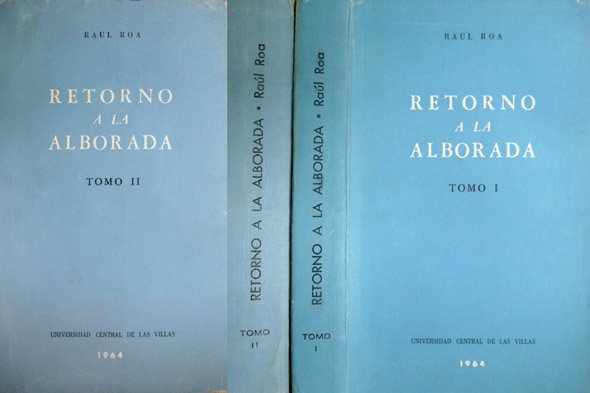 RAUL ROA
RETORNO
A LA
ALBORADA
TOMO II
UNIVERSIDAD CENTRAL DE LAS VILLAS
1964
RETORNO A LA ALBORADA • Raúl Roa
TOMO
II
RETORNO A LA ALBORADA • Raúl Roa
TOMO
I
RAUL ROA
RETORNO
A LA
ALBORADA
TOMO I
UNIVERSIDAD CENTRAL DE LAS VILLAS
1964